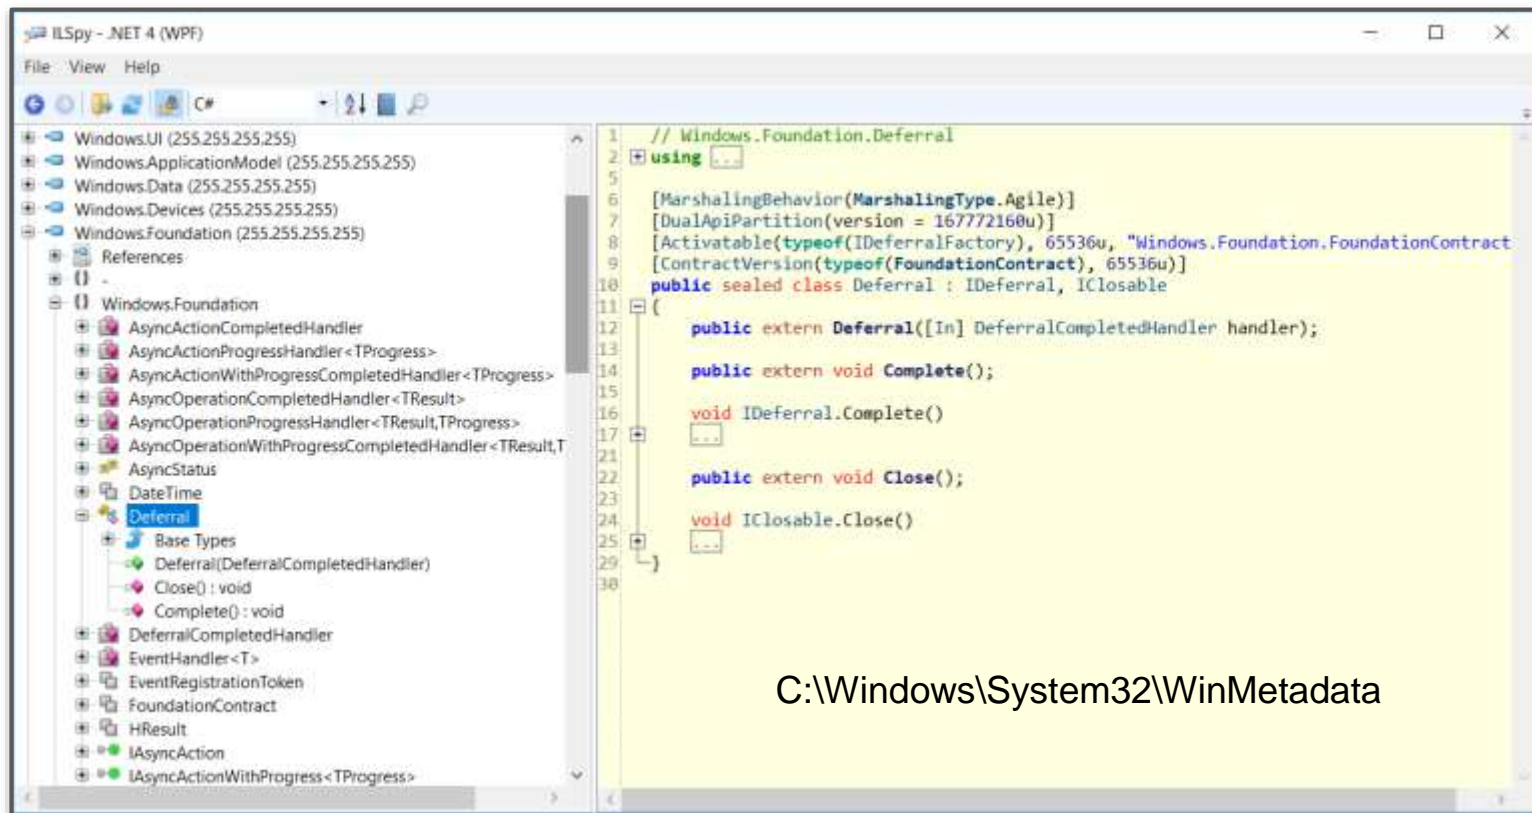 ILSpy - .NET 4 (WPF)
File View Help
C#
Windows.UI (255.255.255.255)
Windows.ApplicationModel (255.255.255.255)
Windows.Data (255.255.255.255)
Windows.Devices (255.255.255.255)
Windows.Foundation (255.255.255.255)
References
{} -
{} Windows.Foundation
AsyncActionCompletedHandler
AsyncActionProgressHandler<TProgress>
AsyncActionWithProgressCompletedHandler<TProgress>
AsyncOperationCompletedHandler<TResult>
AsyncOperationProgressHandler<TResult,TProgress>
AsyncOperationWithProgressCompletedHandler<TResult,T
AsyncStatus
DateTime
Deferral
Base Types
Deferral(DeferralCompletedHandler)
Close() : void
Complete() : void
DeferralCompletedHandler
EventHandler<T>
EventRegistrationToken
FoundationContract
HResult
IAsyncAction
IAsyncActionWithProgress<TProgress>
1 // Windows.Foundation.Deferral
2 using ...
5
6 [MarshalingBehavior(MarshalingType.Agile)]
7 [DualApiPartition(version = 167772160u)]
8 [Activatable(typeof(IDeferralFactory), 65536u, "Windows.Foundation.FoundationContract
9 [ContractVersion(typeof(FoundationContract), 65536u)]
10 public sealed class Deferral : IDeferral, IClosable
11 {
12 public extern Deferral([In] DeferralCompletedHandler handler);
13
14 public extern void Complete();
15
16 void IDeferral.Complete()
17 ...
21
22 public extern void Close();
23
24 void IClosable.Close()
25 ...
29 }
30
C:\Windows\System32\WinMetadata